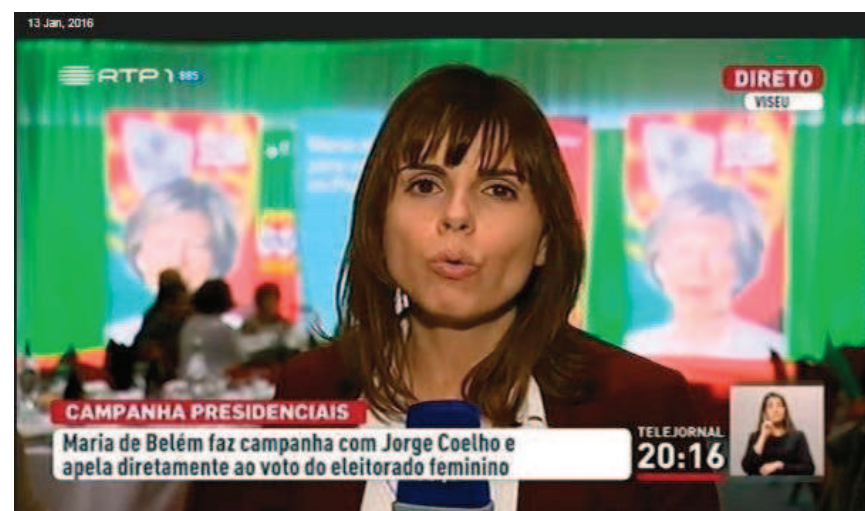 13 Jan, 2016
RTP 1
DIRETO
VISEU
CAMPANHA PRESIDENCIAIS
Maria de Belém faz campanha com Jorge Coelho e
apela diretamente ao voto do eleitorado feminino
TELEJORNAL
20:16